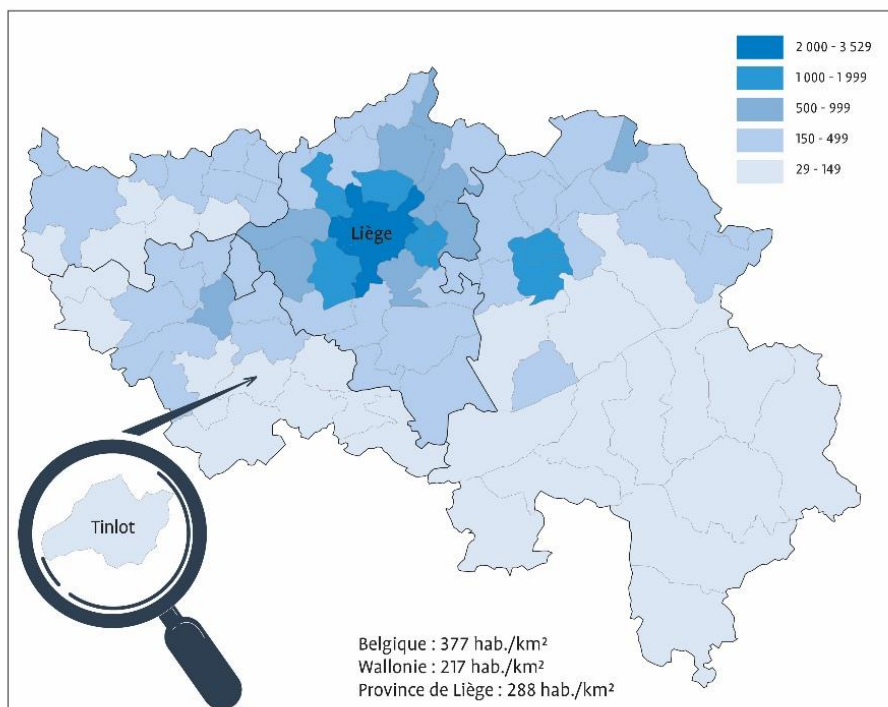 2 000 - 3 529
1 000 - 1 999
500 - 999
150 - 499
29 - 149
Liège
Tinlot
Belgique : 377 hab./km²
Wallonie : 217 hab./km²
Province de Liège : 288 hab./km²